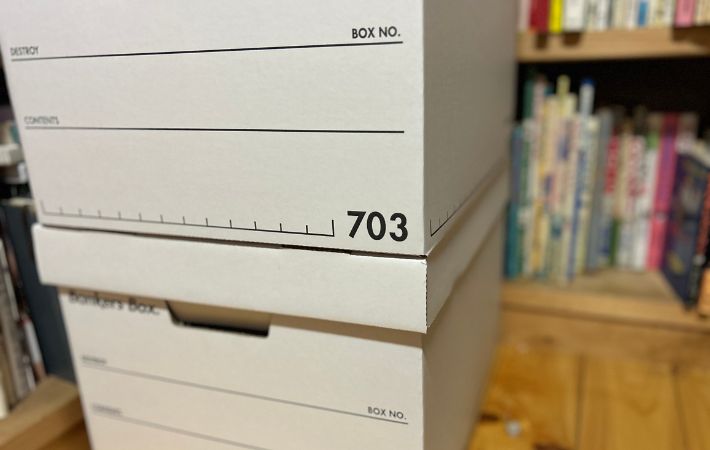 BOX NO.
DESTROY
CONTENTS
703
Bankers Box
BOX NO.